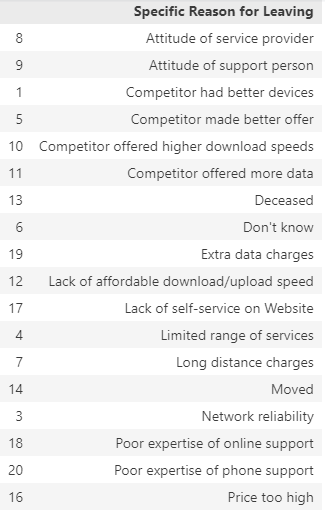 Specific Reason for Leaving
8 Attitude of service provider
9 Attitude of support person
1 Competitor had better devices
5 Competitor made better offer
10 Competitor offered higher download speeds
11 Competitor offered more data
13 Deceased
6 Don't know
19 Extra data charges
12 Lack of affordable download/upload speed
17 Lack of self-service on Website
4 Limited range of services
7 Long distance charges
14 Moved
3 Network reliability
18 Poor expertise of online support
20 Poor expertise of phone support
16 Price too high